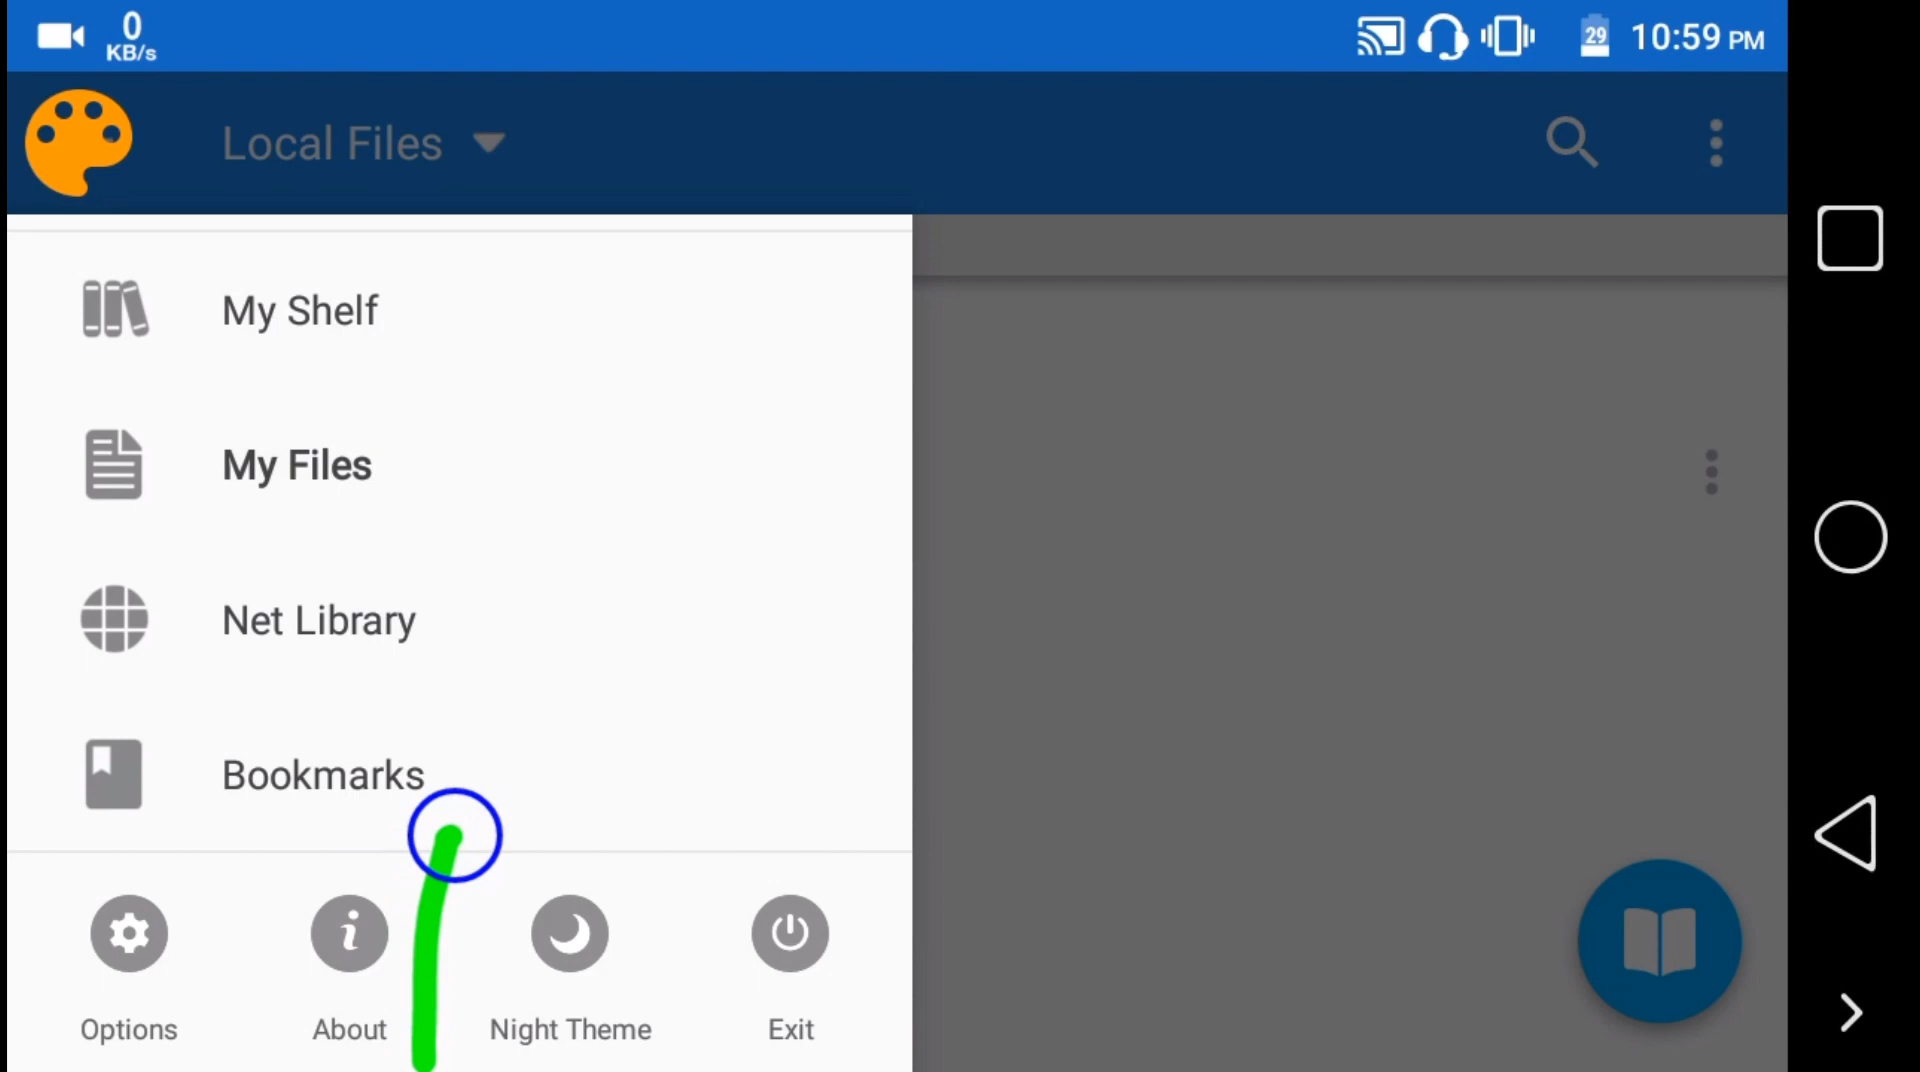 0
KB/s
29
10:59 PM
Local Files
My Shelf
My Files
Net Library
Bookmarks
Options
About
Night Theme
Exit